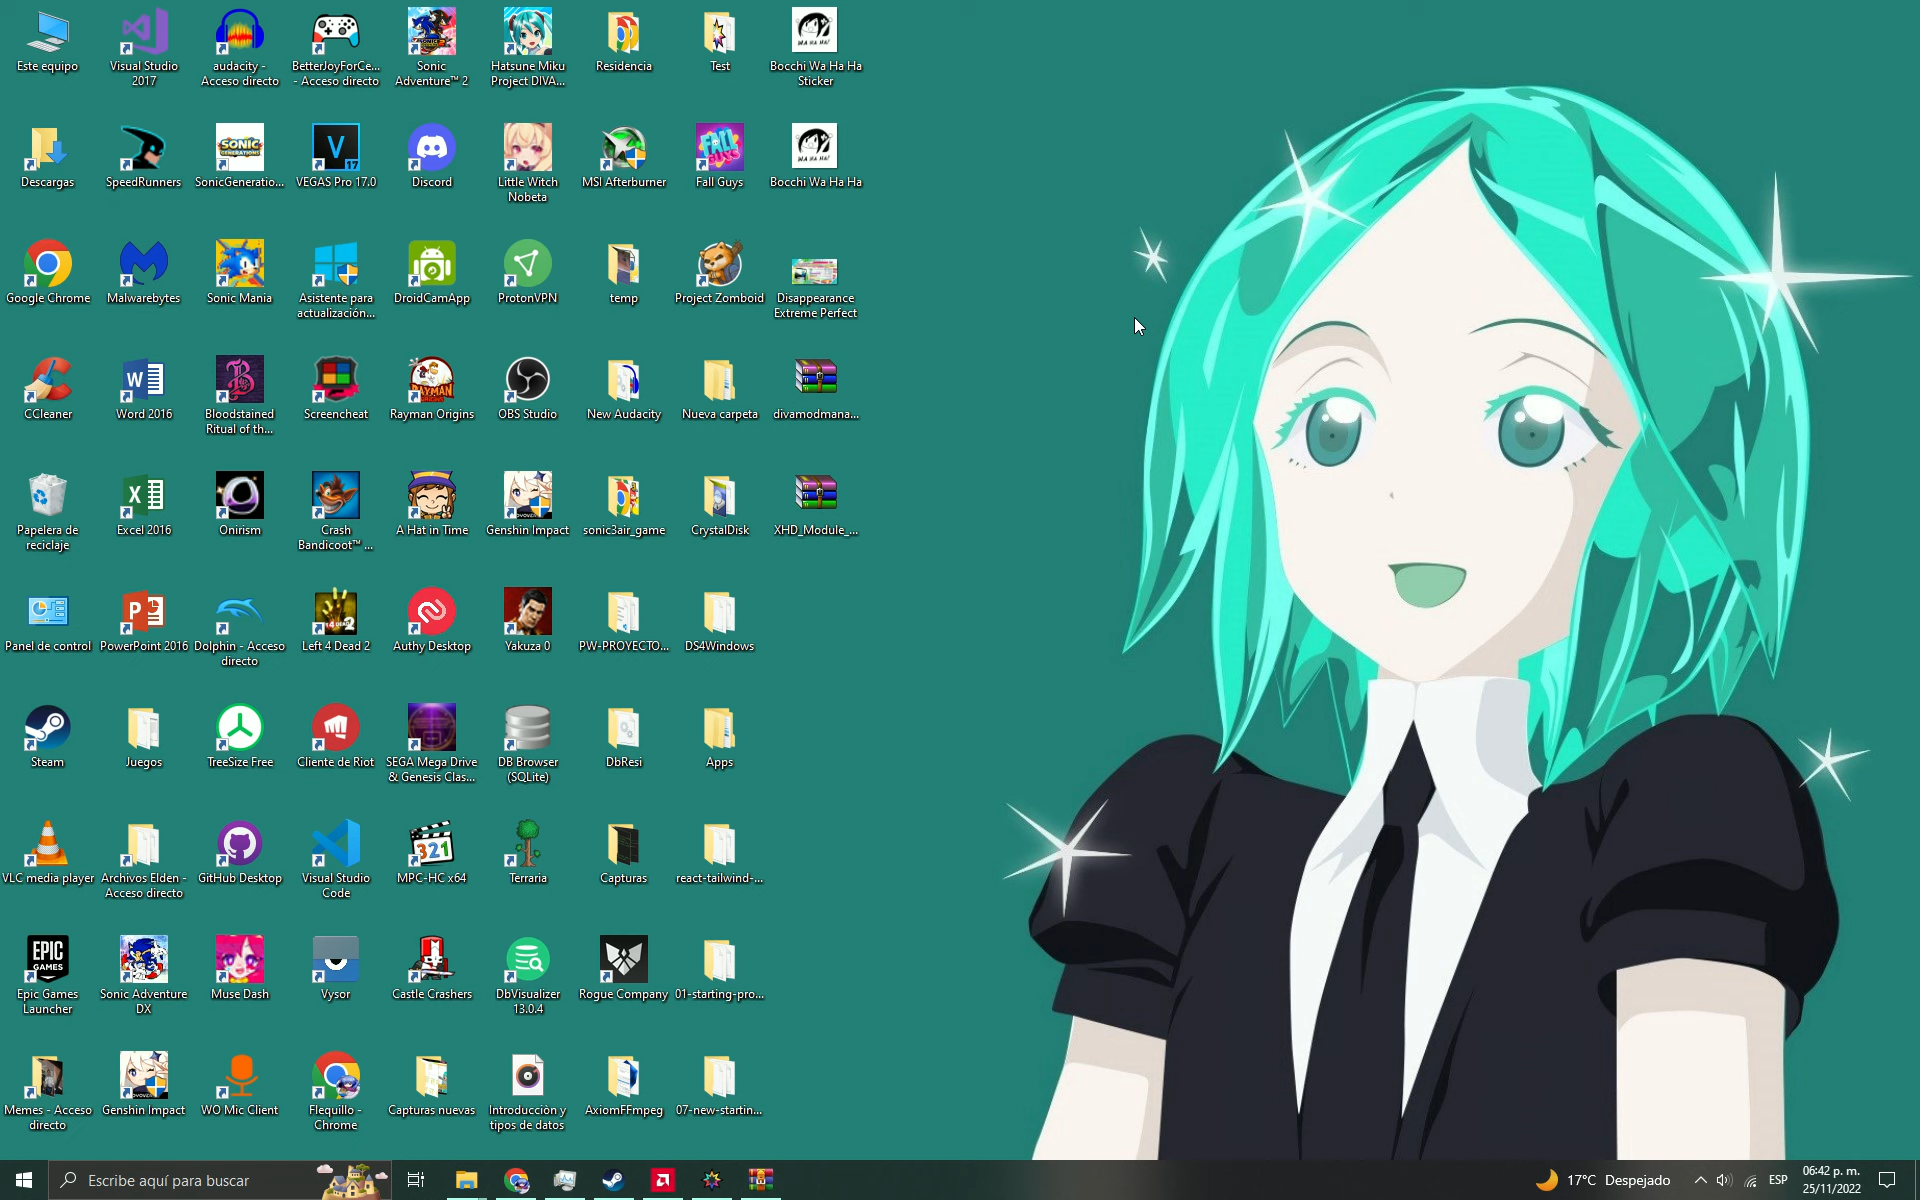 Este equipo
Visual Studio
2017
audacity -
Acceso directo
BetterJoyForCe...
- Acceso directo
Sonic
Adventure™ 2
Hatsune Miku
Project DIVA...
Residencia
Test
Bocchi Wa Ha Ha
Sticker
Descargas
SpeedRunners
SonicGeneratio...
VEGAS Pro 17.0
Discord
Little Witch
Nobeta
MSI Afterburner
Fall Guys
Bocchi Wa Ha Ha
Google Chrome
Malwarebytes
Sonic Mania
Asistente para
actualización...
DroidCamApp
ProtonVPN
temp
Project Zomboid
Disappearance
Extreme Perfect
CCleaner
Word 2016
Bloodstained
Ritual of th...
Screencheat
Rayman Origins
OBS Studio
New Audacity
Nueva carpeta
divamodmana...
Papelera de
reciclaje
Excel 2016
Onirism
Crash
Bandicoot™ ...
A Hat in Time
Genshin Impact
sonic3air_game
CrystalDisk
XHD_Module_...
Panel de control
PowerPoint 2016
Dolphin - Acceso
directo
Left 4 Dead 2
Authy Desktop
Yakuza 0
PW-PROYECTO...
DS4Windows
Steam
Juegos
TreeSize Free
Cliente de Riot
SEGA Mega Drive
& Genesis Clas...
DB Browser
(SQLite)
DbResi
Apps
VLC media player
Archivos Elden -
Acceso directo
GitHub Desktop
Visual Studio
Code
MPC-HC x64
Terraria
Capturas
react-tailwind-...
EPIC
GAMES
Epic Games
Launcher
Sonic Adventure
DX
Muse Dash
Vysor
Castle Crashers
DbVisualizer
13.0.4
Rogue Company
01-starting-pro...
Memes - Acceso
directo
Genshin Impact
WO Mic Client
Flequillo -
Chrome
Capturas nuevas
Introducción y
tipos de datos
AxiomFFmpeg
07-new-startin...
Escribe aquí para buscar
17°C Despejado
ESP
06:42 p. m.
25/11/2022